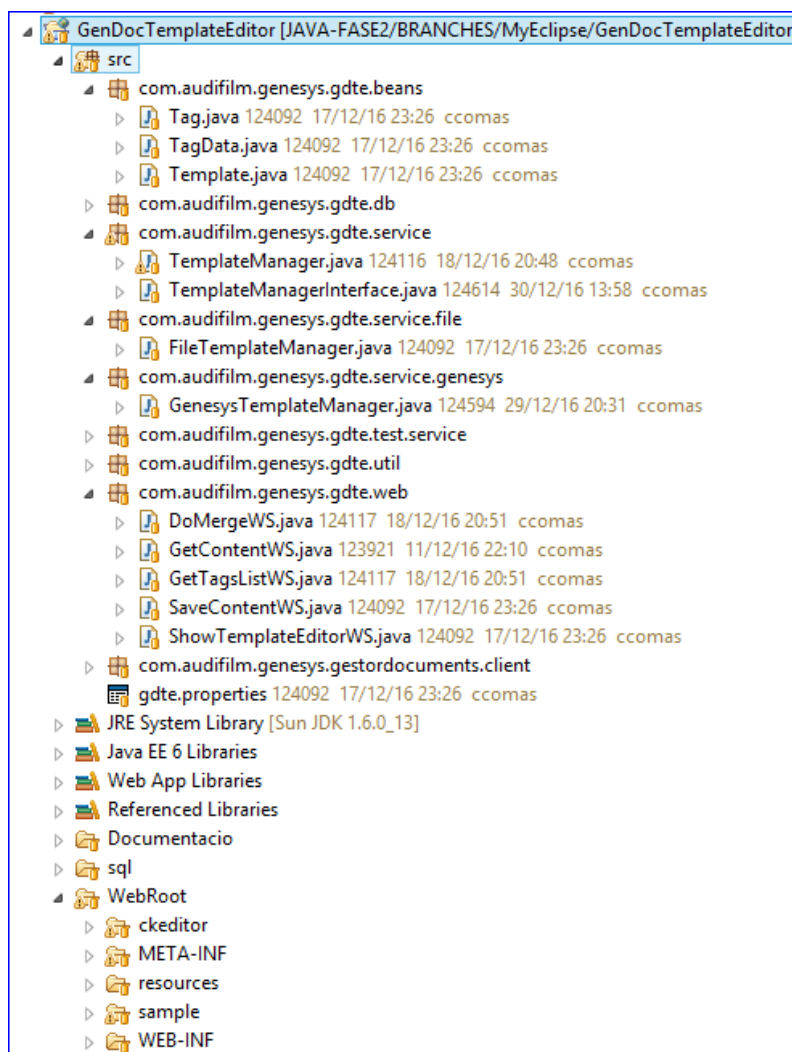 GenDocTemplateEditor [JAVA-FASE2/BRANCHES/MyEclipse/GenDocTemplateEditor
src
com.audifilm.genesys.gdte.beans
Tag.java 124092 17/12/16 23:26 ccomas
TagData.java 124092 17/12/16 23:26 ccomas
Template.java 124092 17/12/16 23:26 ccomas
com.audifilm.genesys.gdte.db
com.audifilm.genesys.gdte.service
TemplateManager.java 124116 18/12/16 20:48 ccomas
TemplateManagerInterface.java 124614 30/12/16 13:58 ccomas
com.audifilm.genesys.gdte.service.file
FileTemplateManager.java 124092 17/12/16 23:26 ccomas
com.audifilm.genesys.gdte.service.genesys
GenesysTemplateManager.java 124594 29/12/16 20:31 ccomas
com.audifilm.genesys.gdte.test.service
com.audifilm.genesys.gdte.util
com.audifilm.genesys.gdte.web
DoMergeWS.java 124117 18/12/16 20:51 ccomas
GetContentWS.java 123921 11/12/16 22:10 ccomas
GetTagsListWS.java 124117 18/12/16 20:51 ccomas
SaveContentWS.java 124092 17/12/16 23:26 ccomas
ShowTemplateEditorWS.java 124092 17/12/16 23:26 ccomas
com.audifilm.genesys.gestordocuments.client
gdte.properties 124092 17/12/16 23:26 ccomas
JRE System Library [Sun JDK 1.6.0_13]
Java EE 6 Libraries
Web App Libraries
Referenced Libraries
Documentacio
sql
WebRoot
ckeditor
META-INF
resources
sample
WEB-INF